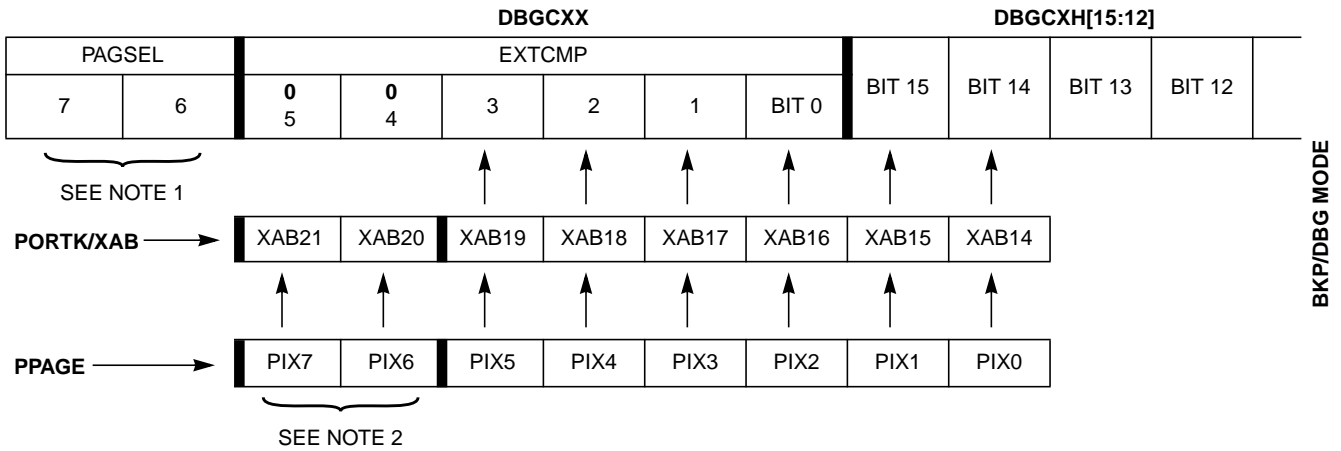 DBGCXX DBGCXH[15:12]
PAGSEL EXTCMP
7 6 0 5 0 4 3 2 1 BIT 0 BIT 15 BIT 14 BIT 13 BIT 12
SEE NOTE 1
PORTK/XAB XAB21 XAB20 XAB19 XAB18 XAB17 XAB16 XAB15 XAB14
PPAGE PIX7 PIX6 PIX5 PIX4 PIX3 PIX2 PIX1 PIX0
SEE NOTE 2
BKP/DBG MODE